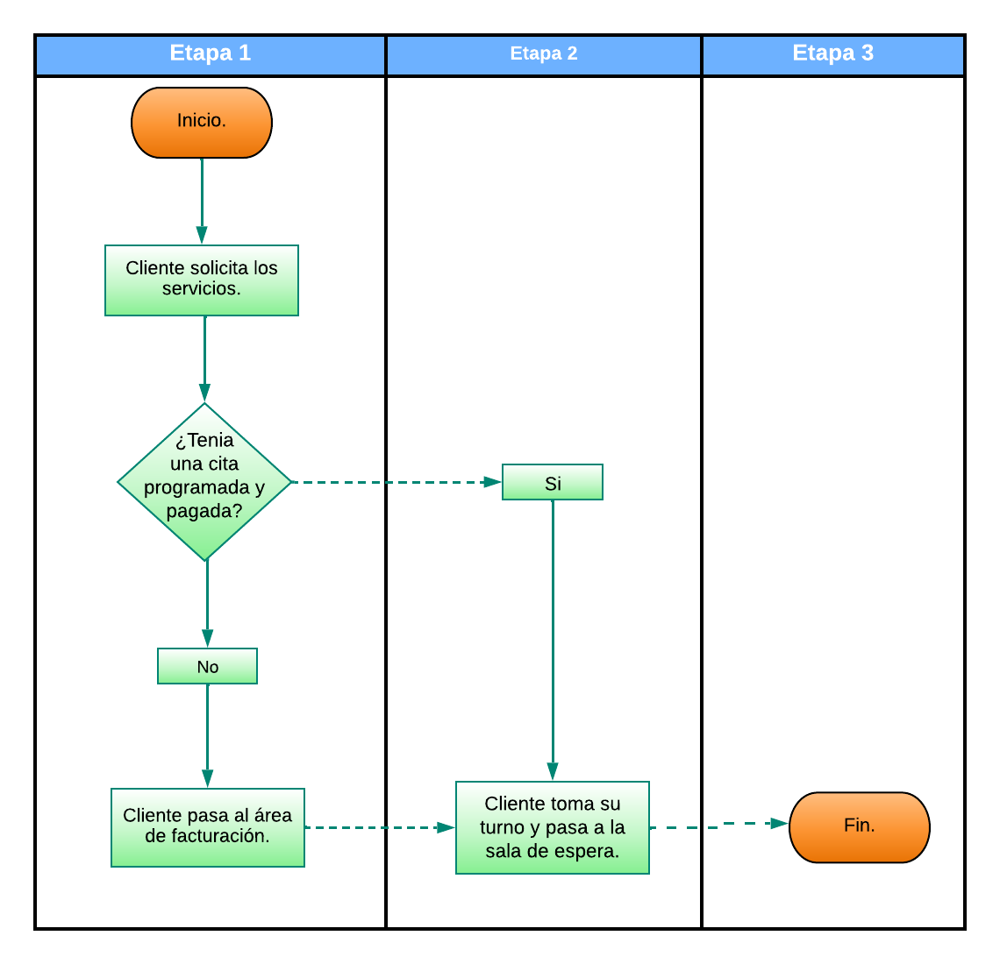 Etapa 1
Etapa 2
Etapa 3
Inicio.
Cliente solicita los
servicios.
¿Tenia
una cita
programada y
pagada?
Si
No
Cliente pasa al área
de facturación.
Cliente toma su
turno y pasa a la
sala de espera.
Fin.